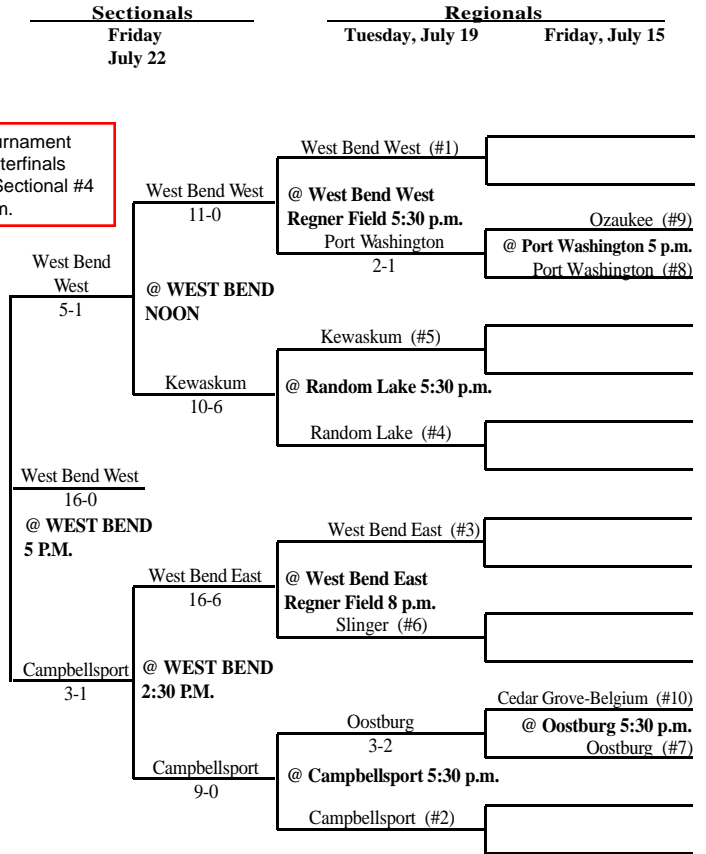 Sectionals
Regionals
Friday
July 22
Tuesday, July 19
Friday, July 15
terfinals
Sectional #4
West Bend West (#1)
West Bend West
11-0
@ West Bend West
Regner Field 5:30 p.m.
Port Washington
2-1
Ozaukee (#9)
@ Port Washington 5 p.m.
Port Washington (#8)
West Bend
West
5-1
@ WEST BEND
NOON
Kewaskum (#5)
Kewaskum
10-6
@ Random Lake 5:30 p.m.
Random Lake (#4)
West Bend West
16-0
@ WEST BEND
5 P.M.
West Bend East (#3)
West Bend East
16-6
@ West Bend East
Regner Field 8 p.m.
Slinger (#6)
Campbellsport
3-1
@ WEST BEND
2:30 P.M.
Cedar Grove-Belgium (#10)
@ Oostburg 5:30 p.m.
Oostburg (#7)
Oostburg
3-2
Campbellsport
9-0
@ Campbellsport 5:30 p.m.
Campbellsport (#2)